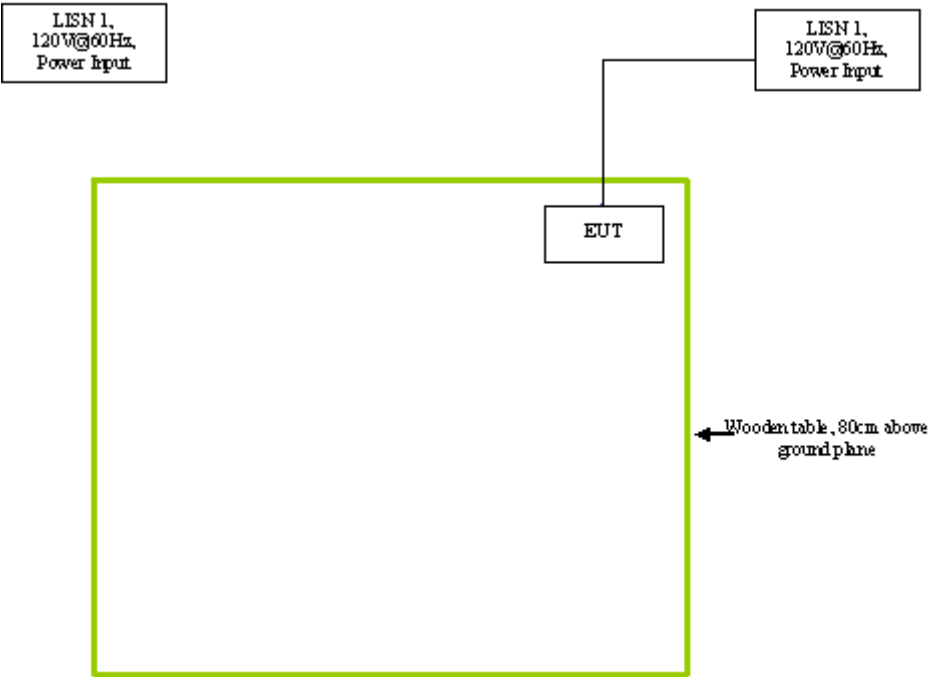 LISN 1,
120V@60Hz,
Power Input
LISN 1,
120V@60Hz,
Power Input
EUT
Wooden table, 80cm above
ground plane